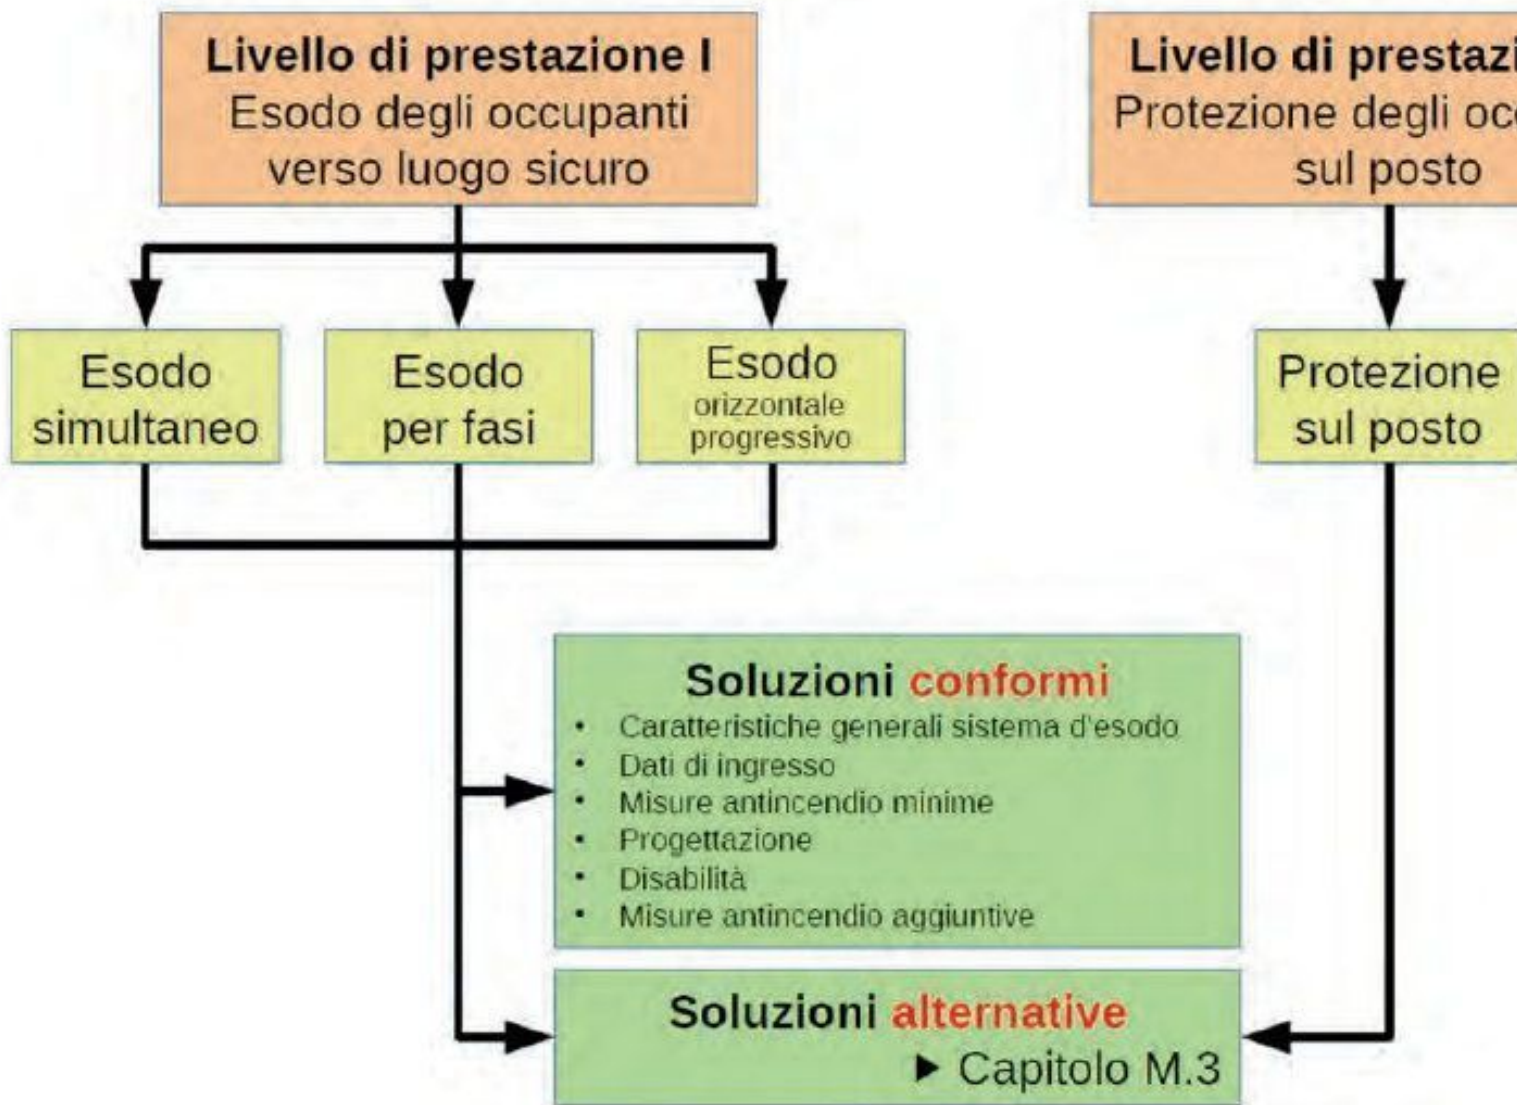 Livello di prestazione I
Esodo degli occupanti
verso luogo sicuro
Livello di
Protezione degli
sul posto
Esodo
simultaneo
Esodo
per fasi
Esodo
orizzontale
progressivo
Protezione
sul posto
Soluzioni conformi
• Caratteristiche generali sistema d'esodo
• Dati di ingresso
• Misure antincendio minime
• Progettazione
• Disabilità
• Misure antincendio aggiuntive
Soluzioni alternative
► Capitolo M.3